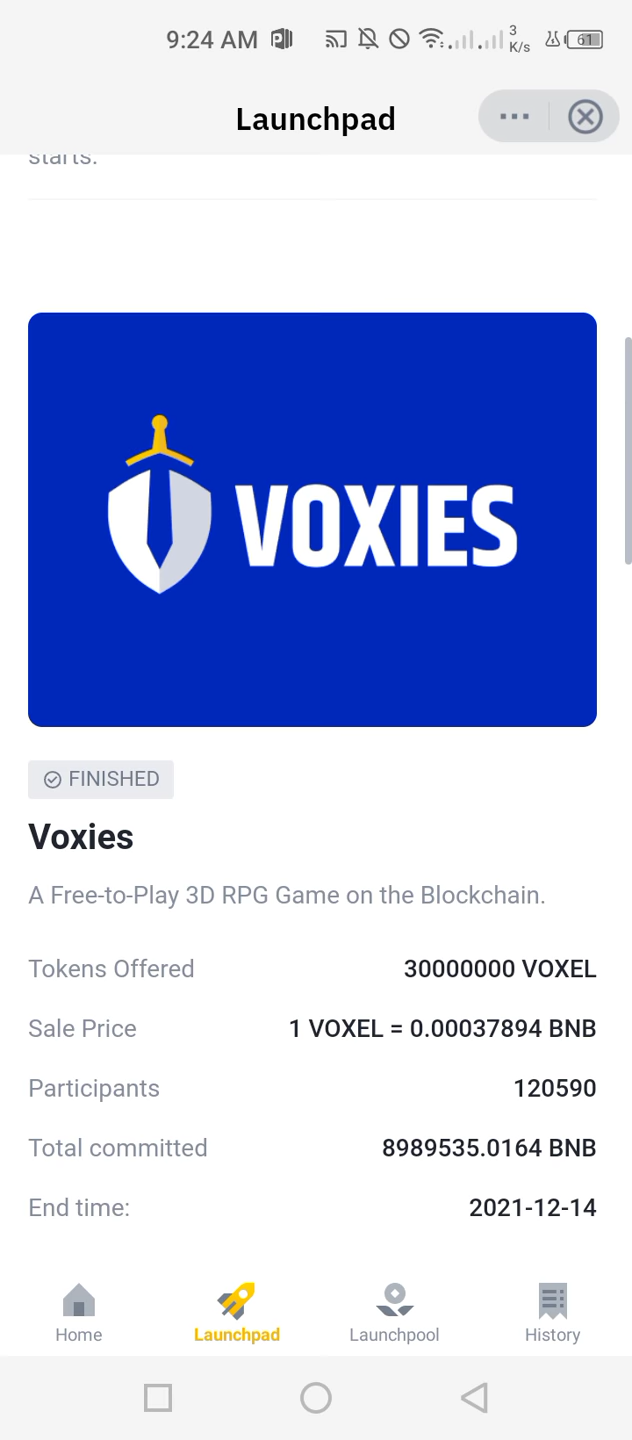 9:24 AM
3
K/s
61
Launchpad
starts.
VOXIES
FINISHED
Voxies
A Free-to-Play 3D RPG Game on the Blockchain.
Tokens Offered 30000000 VOXEL
Sale Price 1 VOXEL = 0.00037894 BNB
Participants 120590
Total committed 8989535.0164 BNB
End time: 2021-12-14
Home Launchpad Launchpool History